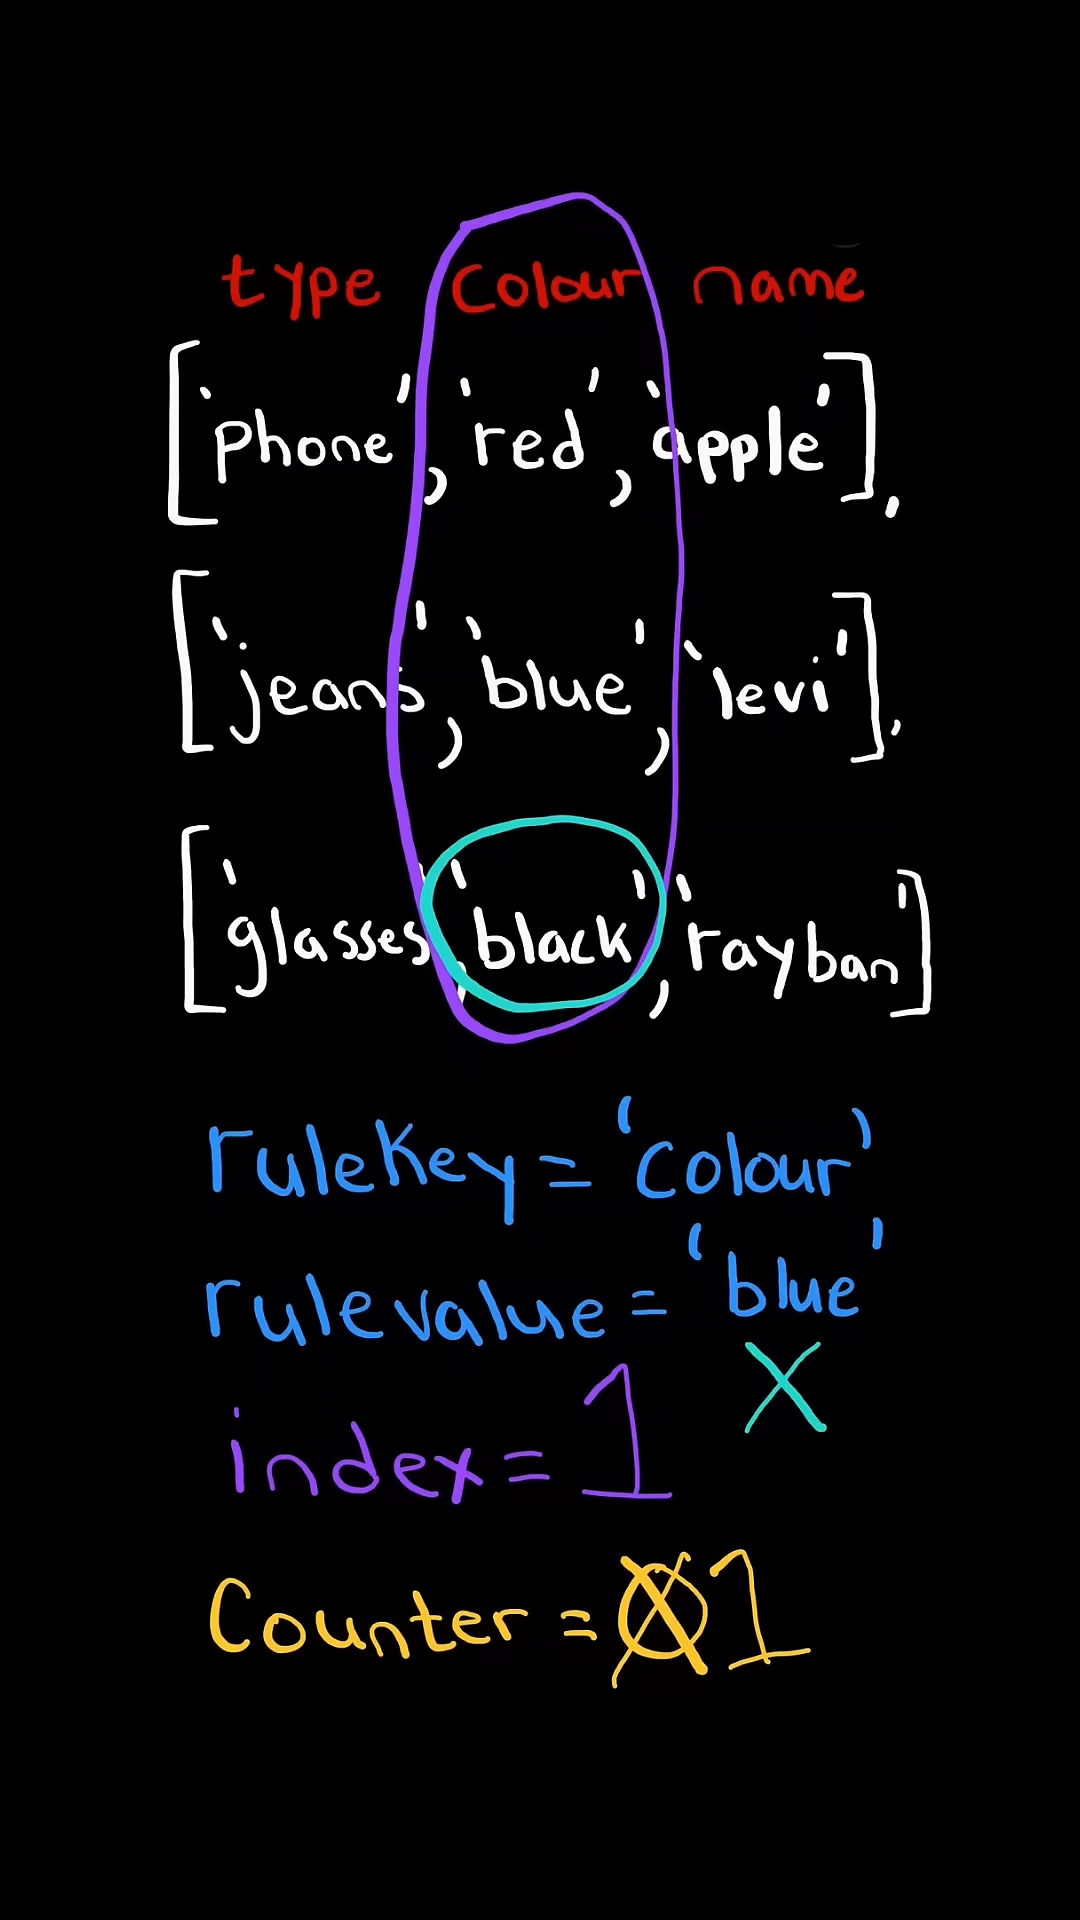 type colour name
['phone', 'red', 'apple'],
['jeans', 'blue', 'levi'],
['glasses', 'black', 'rayban']
rulekey = 'colour'
rulevalue = 'blue'
X
index = 1
Counter = 0 1